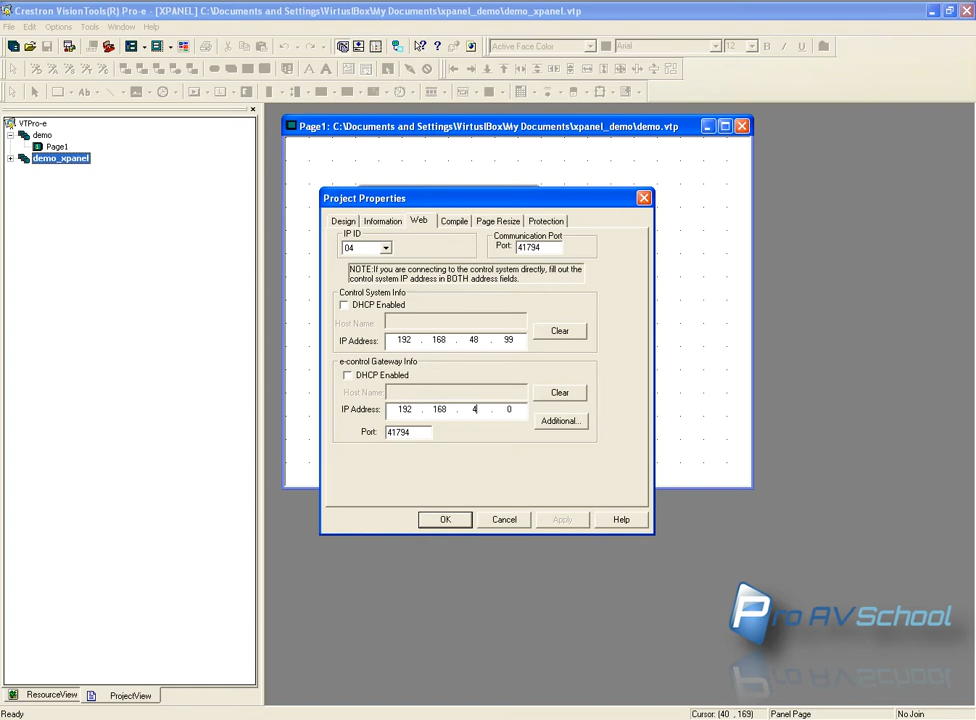 Crestron VisionTools(R) Pro-e - [XPANEL] C:\Documents and Settings\VirtuslBox\My Documents\xpanel_demo\demo_xpanel.vtp
File Edit Options Tools Window Help
Active Face Color Arial 12 B I U
VTPro-e
demo
Page1
demo_xpanel
Page1: C:\Documents and Settings\VirtuslBox\My Documents\xpanel_demo\demo.vtp
Project Properties
Design Information Web Compile Page Resize Protection
IP ID
04
Communication Port
Port: 41794
NOTE:If you are connecting to the control system directly, fill out the
control system IP address in BOTH address fields.
Control System Info
DHCP Enabled
Host Name:
IP Address: 192 . 168 . 48 . 99
Clear
e-control Gateway Info
DHCP Enabled
Host Name:
Clear
IP Address: 192 . 168 . 4 . 0
Additional...
Port: 41794
OK Cancel Apply Help
Pro AVSchool
ResourceView ProjectView
Ready Cursor: (40 , 169) Panel Page No Join